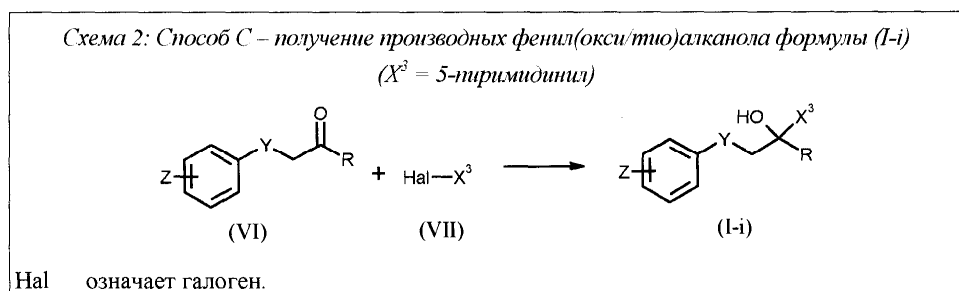 Схема 2: Способ С – получение производных фенил(окси/тио)алканола формулы (I-i)
(X³ = 5-пиримидинил)
O
HO X³
Y R + Hal—X³ Y R
Z Z
(VI) (VII) (I-i)
Hal означает галоген.